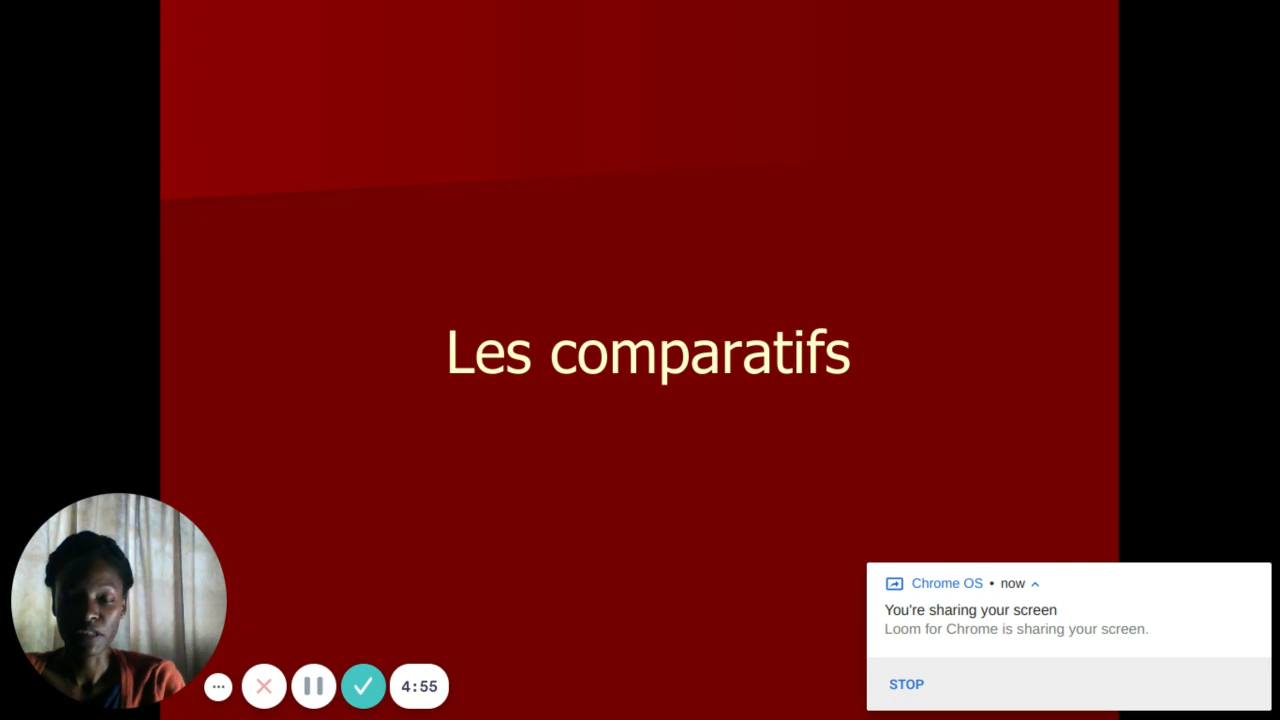 Les comparatifs
Chrome OS • now
You're sharing your screen
Loom for Chrome is sharing your screen.
STOP
4:55